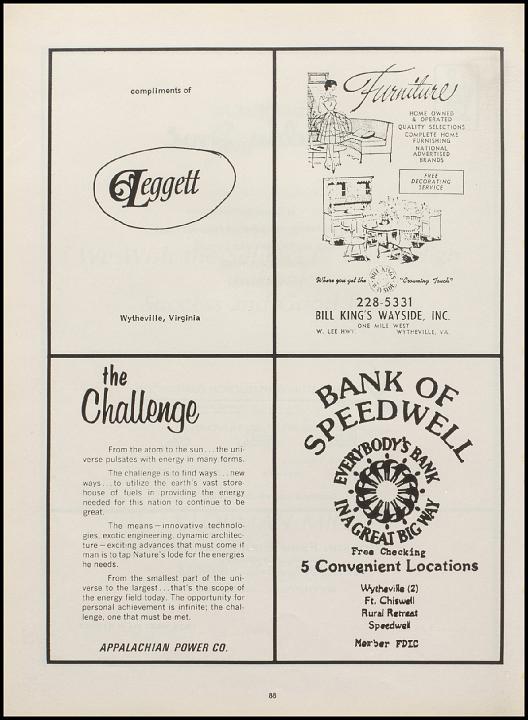 compliments of
Leggett
Wytheville, Virginia
Furniture
HOME OWNED
& OPERATED
QUALITY SELECTIONS
COMPLETE HOME
FURNISHING
NATIONAL
ADVERTISED
BRANDS
FREE
DECORATING
SERVICE
Where you get the "Crowning Touch"
228-5331
BILL KING'S WAYSIDE, INC.
ONE MILE WEST
W. LEE HWY. WYTHEVILLE, VA.
the
Challenge
From the atom to the sun...the uni-
verse pulsates with energy in many forms.
The challenge is to find ways...new
ways...to utilize the earth's vast store-
house of fuels in providing the energy
needed for this nation to continue to be
great.
The means—innovative technolo-
gies, exotic engineering, dynamic architec-
ture—exciting advances that must come if
man is to tap Nature's lode for the energies
he needs.
From the smallest part of the uni-
verse to the largest...that's the scope of
the energy field today. The opportunity for
personal achievement is infinite; the chal-
lenge, one that must be met.
APPALACHIAN POWER CO.
BANK OF
SPEEDWELL
EVERYBODY'S BANK
IN A GREAT BIG WAY
Free Checking
5 Convenient Locations
Wytheville (2)
Ft. Chiswell
Rural Retreat
Speedwell
Member FDIC
88